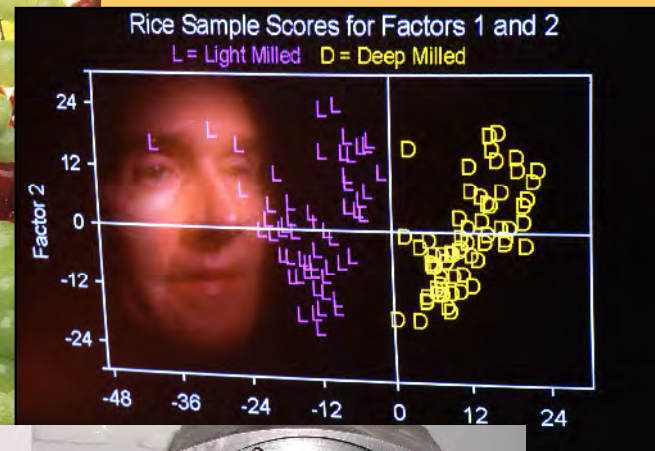 Rice Sample Scores for Factors 1 and 2
L = Light Milled D = Deep Milled
Factor 2
24
12
0
-12
-24
-48 -36 -24 -12 0 12 24